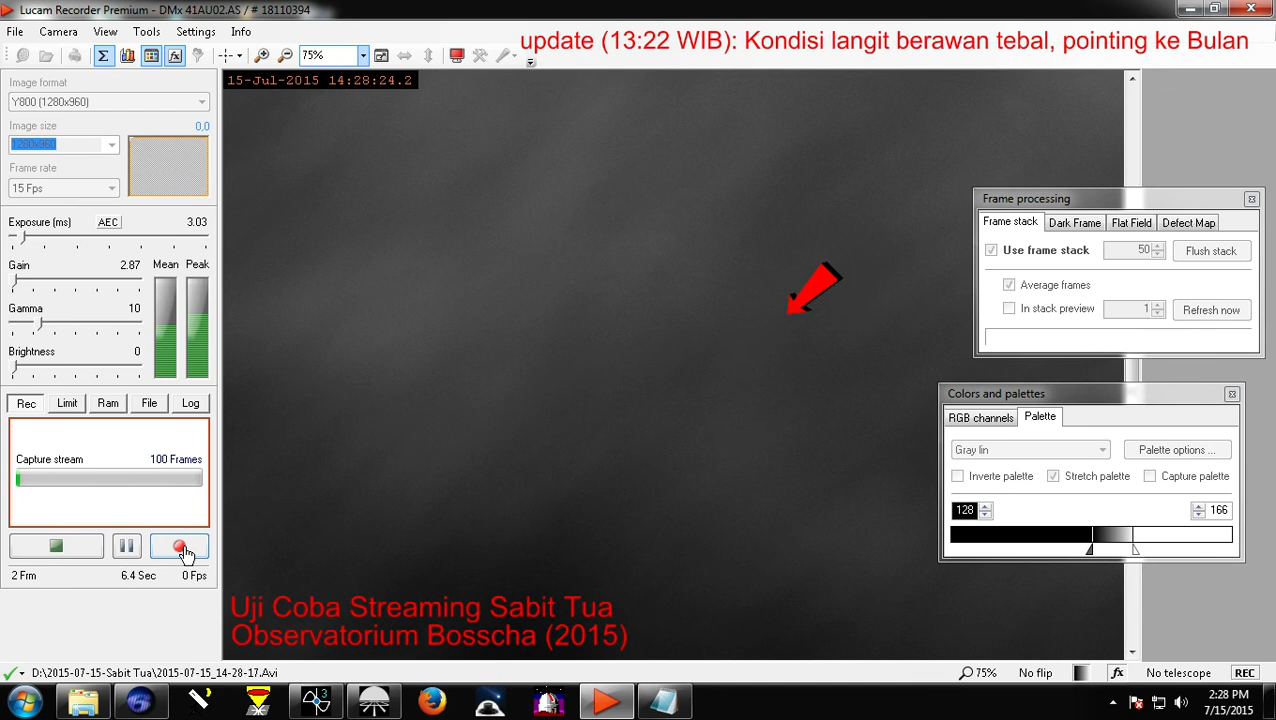 Lucam Recorder Premium - DMx 41AU02.AS / # 18110394
File Camera View Tools Settings Info
75%
update (13:22 WIB): Kondisi langit berawan tebal, pointing ke Bulan
Image format
Y800 (1280x960)
Image size 0,0
1280x960
Frame rate
15 Fps
Exposure (ms) AEC 3.03
Gain 2.87 Mean Peak
Gamma 10
Brightness 0
Rec Limit Ram File Log
Capture stream 100 Frames
2 Frm 6.4 Sec 0 Fps
15-Jul-2015 14:28:24.2
Frame processing
Frame stack Dark Frame Flat Field Defect Map
Use frame stack 50 Flush stack
Average frames
In stack preview 1 Refresh now
Colors and palettes
RGB channels Palette
Gray lin Palette options ...
Inverte palette Stretch palette Capture palette
128 166
Uji Coba Streaming Sabit Tua
Observatorium Bosscha (2015)
D:\2015-07-15-Sabit Tua\2015-07-15_14-28-17.Avi 75% No flip fx No telescope REC
2:28 PM
7/15/2015